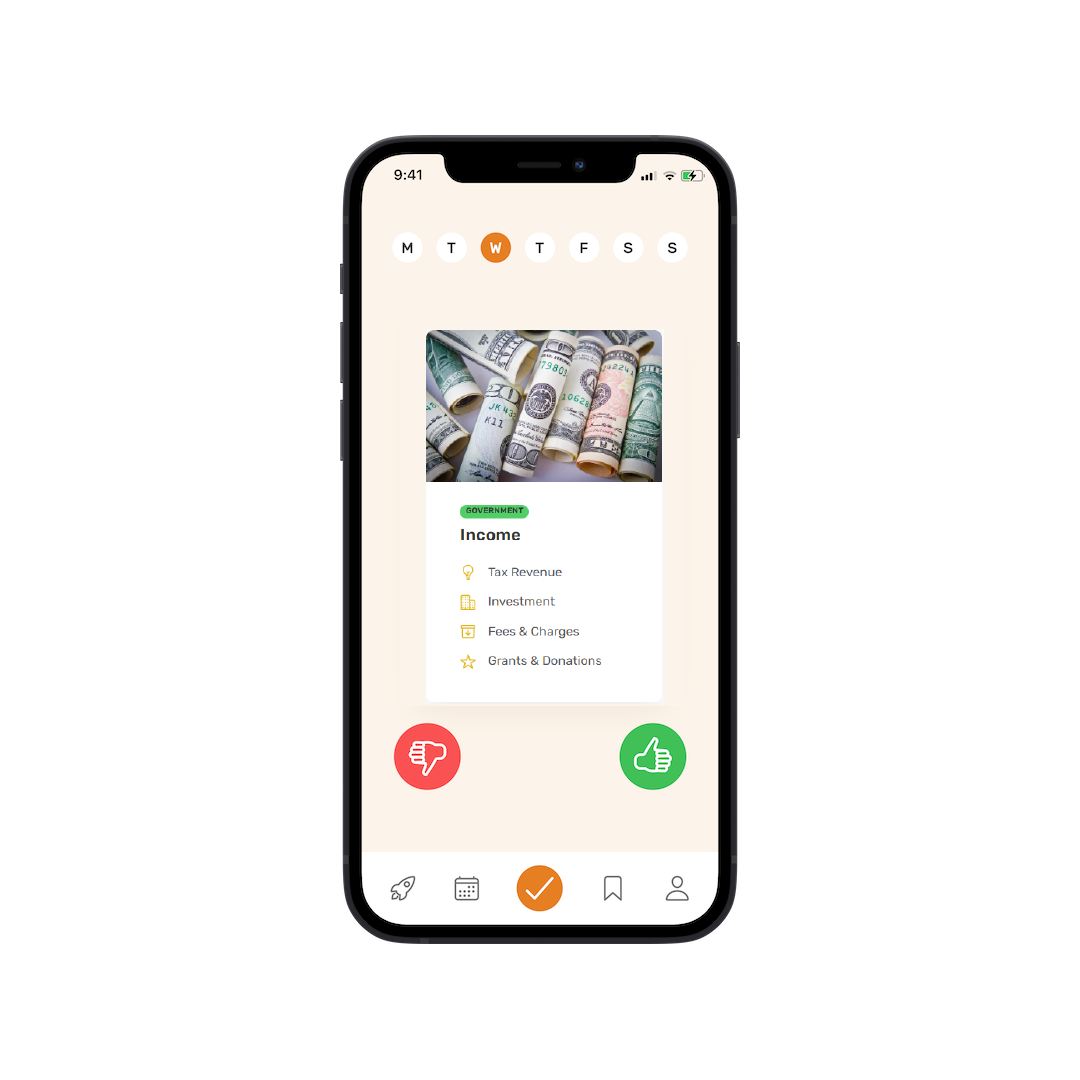 9:41
M T W T F S S
GOVERNMENT
Income
Tax Revenue
Investment
Fees & Charges
Grants & Donations